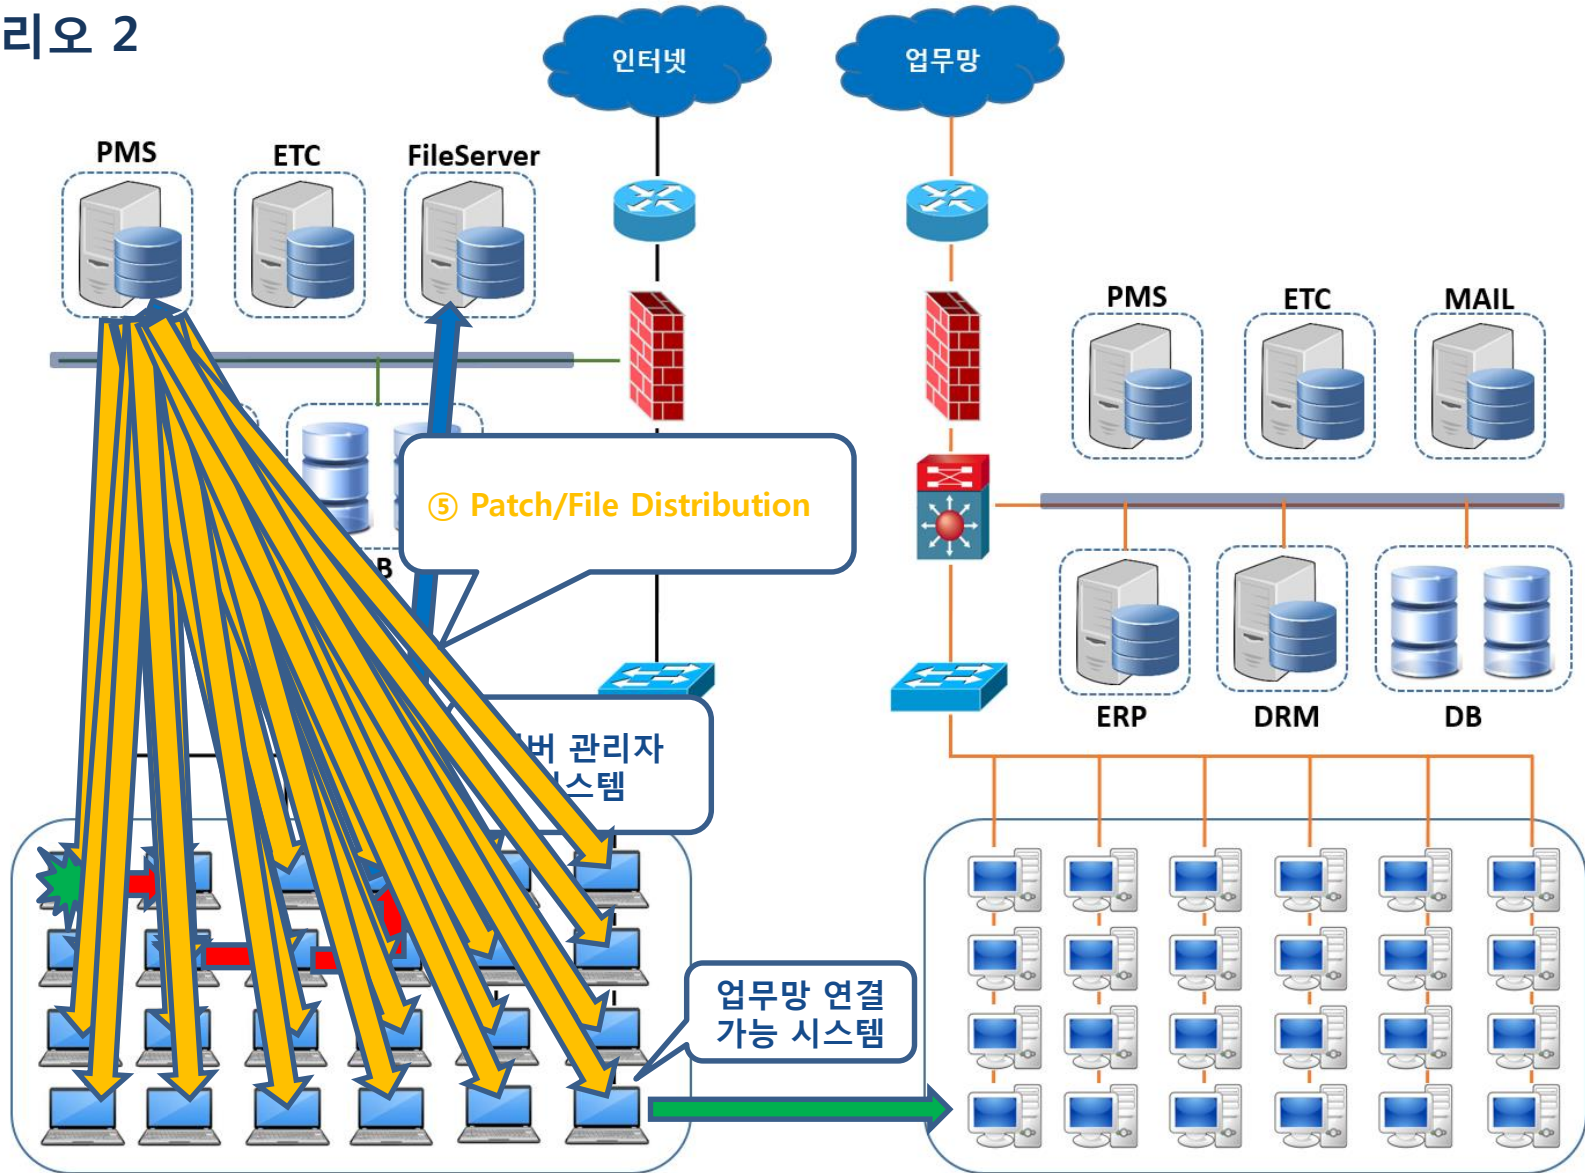 리오 2
인터넷
업무망
PMS
ETC
FileServer
PMS
ETC
MAIL
⑤ Patch/File Distribution
B
ERP
DRM
DB
버 관리자
스템
업무망 연결
가능 시스템